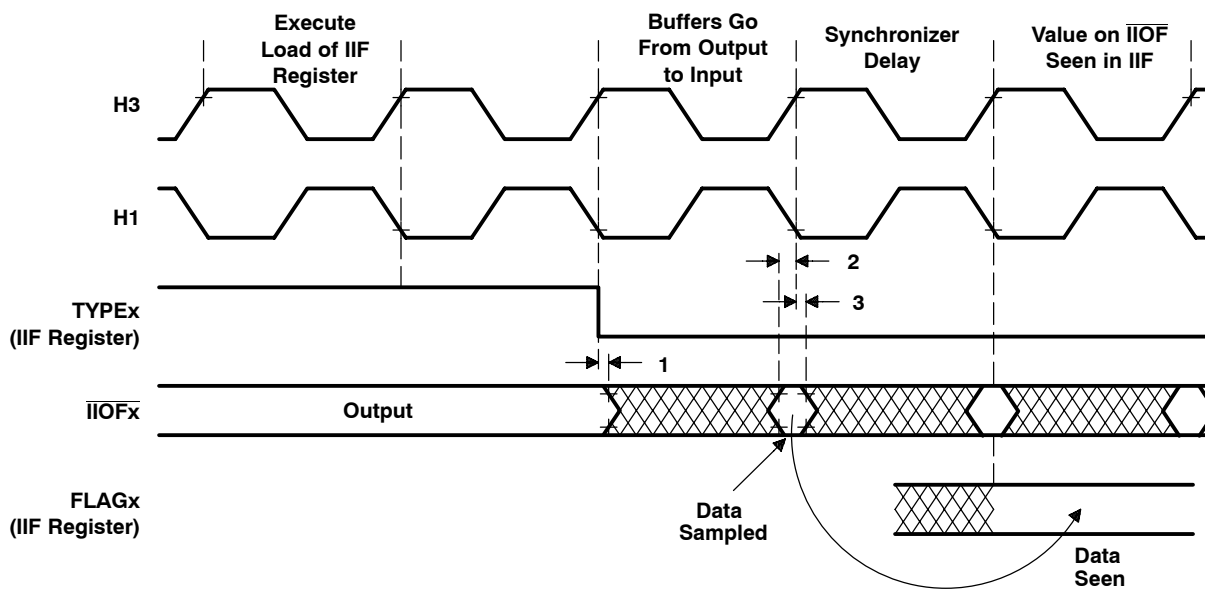 Execute
Load of IIF
Register
Buffers Go
From Output
to Input
Synchronizer
Delay
Value on IIOF
Seen in IIF
H3
H1
2
3
TYPEx
(IIF Register)
1
IIOFx
Output
FLAGx
(IIF Register)
Data
Sampled
Data
Seen